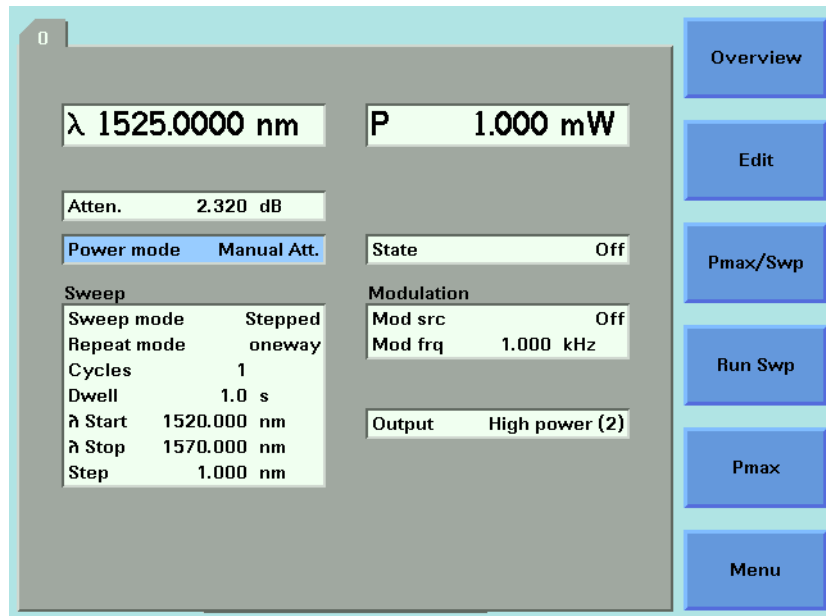 0
λ 1525.0000 nm
P 1.000 mW
Atten. 2.320 dB
Power mode Manual Att.
State Off
Sweep
Sweep mode Stepped
Repeat mode oneway
Cycles 1
Dwell 1.0 s
λ Start 1520.000 nm
λ Stop 1570.000 nm
Step 1.000 nm
Modulation
Mod src Off
Mod frq 1.000 kHz
Output High power (2)
Overview
Edit
Pmax/Swp
Run Swp
Pmax
Menu